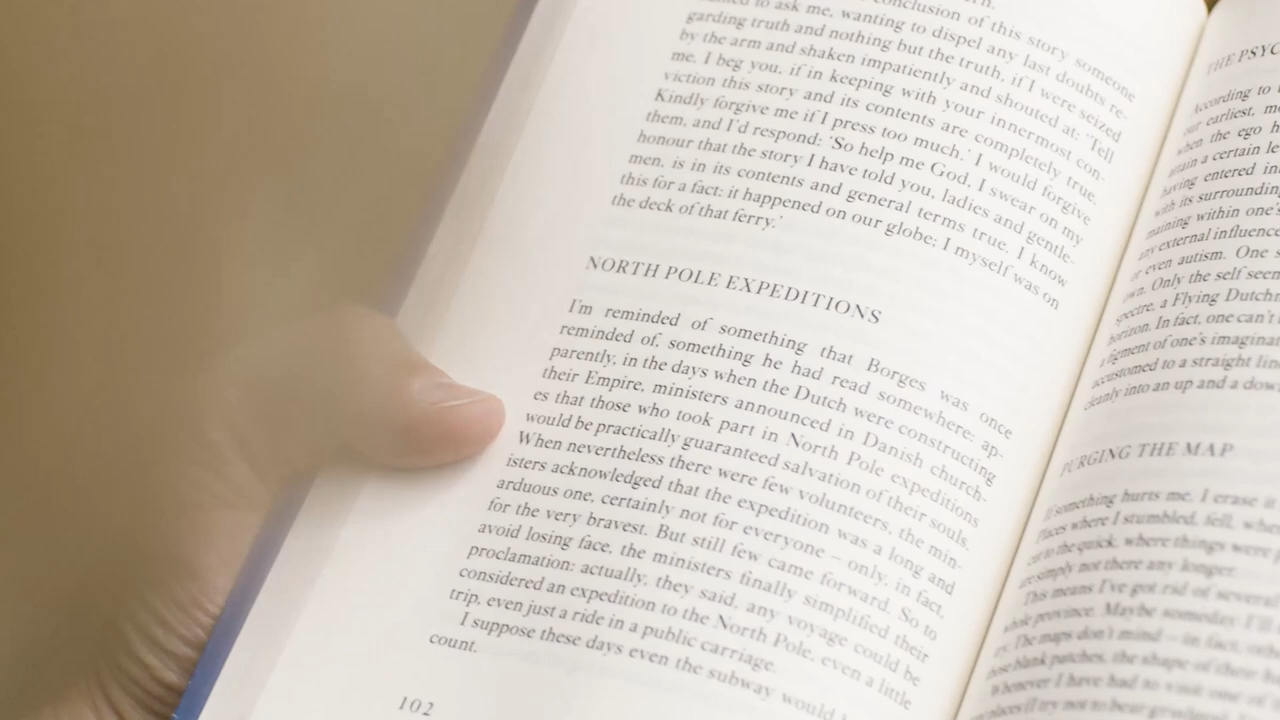 conclusion of this story someone
to ask me, wanting to dispel any last doubts re-
garding truth and nothing but the truth, if I were seized
by the arm and shaken impatiently and shouted at: 'Tell
me, I beg you, if in keeping with your innermost con-
viction this story and its contents are completely true.
Kindly forgive me if I press too much.' I would forgive
them, and I'd respond: 'So help me God, I swear on my
honour that the story I have told you, ladies and gentle-
men, is in its contents and general terms true. I know
this for a fact: it happened on our globe; I myself was on
the deck of that ferry.'
NORTH POLE EXPEDITIONS
I'm reminded of something that Borges was once
reminded of, something he had read somewhere: ap-
parently, in the days when the Dutch were constructing
their Empire, ministers announced in Danish church-
es that those who took part in North Pole expeditions
would be practically guaranteed salvation of their souls.
When nevertheless there were few volunteers, the min-
isters acknowledged that the expedition was a long and
arduous one, certainly not for everyone – only, in fact,
for the very bravest. But still few came forward. So to
avoid losing face, the ministers finally simplified their
proclamation: actually, they said, any voyage could be
considered an expedition to the North Pole, even a little
trip, even just a ride in a public carriage.
I suppose these days even the subway would
count.
102
THE
According to
our earliest,
when the ego
attain a certain
having entered
with its
maining within one's
any external influence
or even autism. One
own. Only the self
spectre, a Flying
horizon. In fact, one can't
a figment of one's
accustomed to a straight
cleanly into an up and a
PURGING THE MAP
If something hurts me, I erase it
Places where I stumbled, fell,
cut to the quick, where things were
are simply not there any longer.
This means I've got rid of several
whole province. Maybe someday I'll
try. The maps don't mind – in fact,
those blank patches, the shape of their
Whenever I have had to visit one of
places (I try not to bear